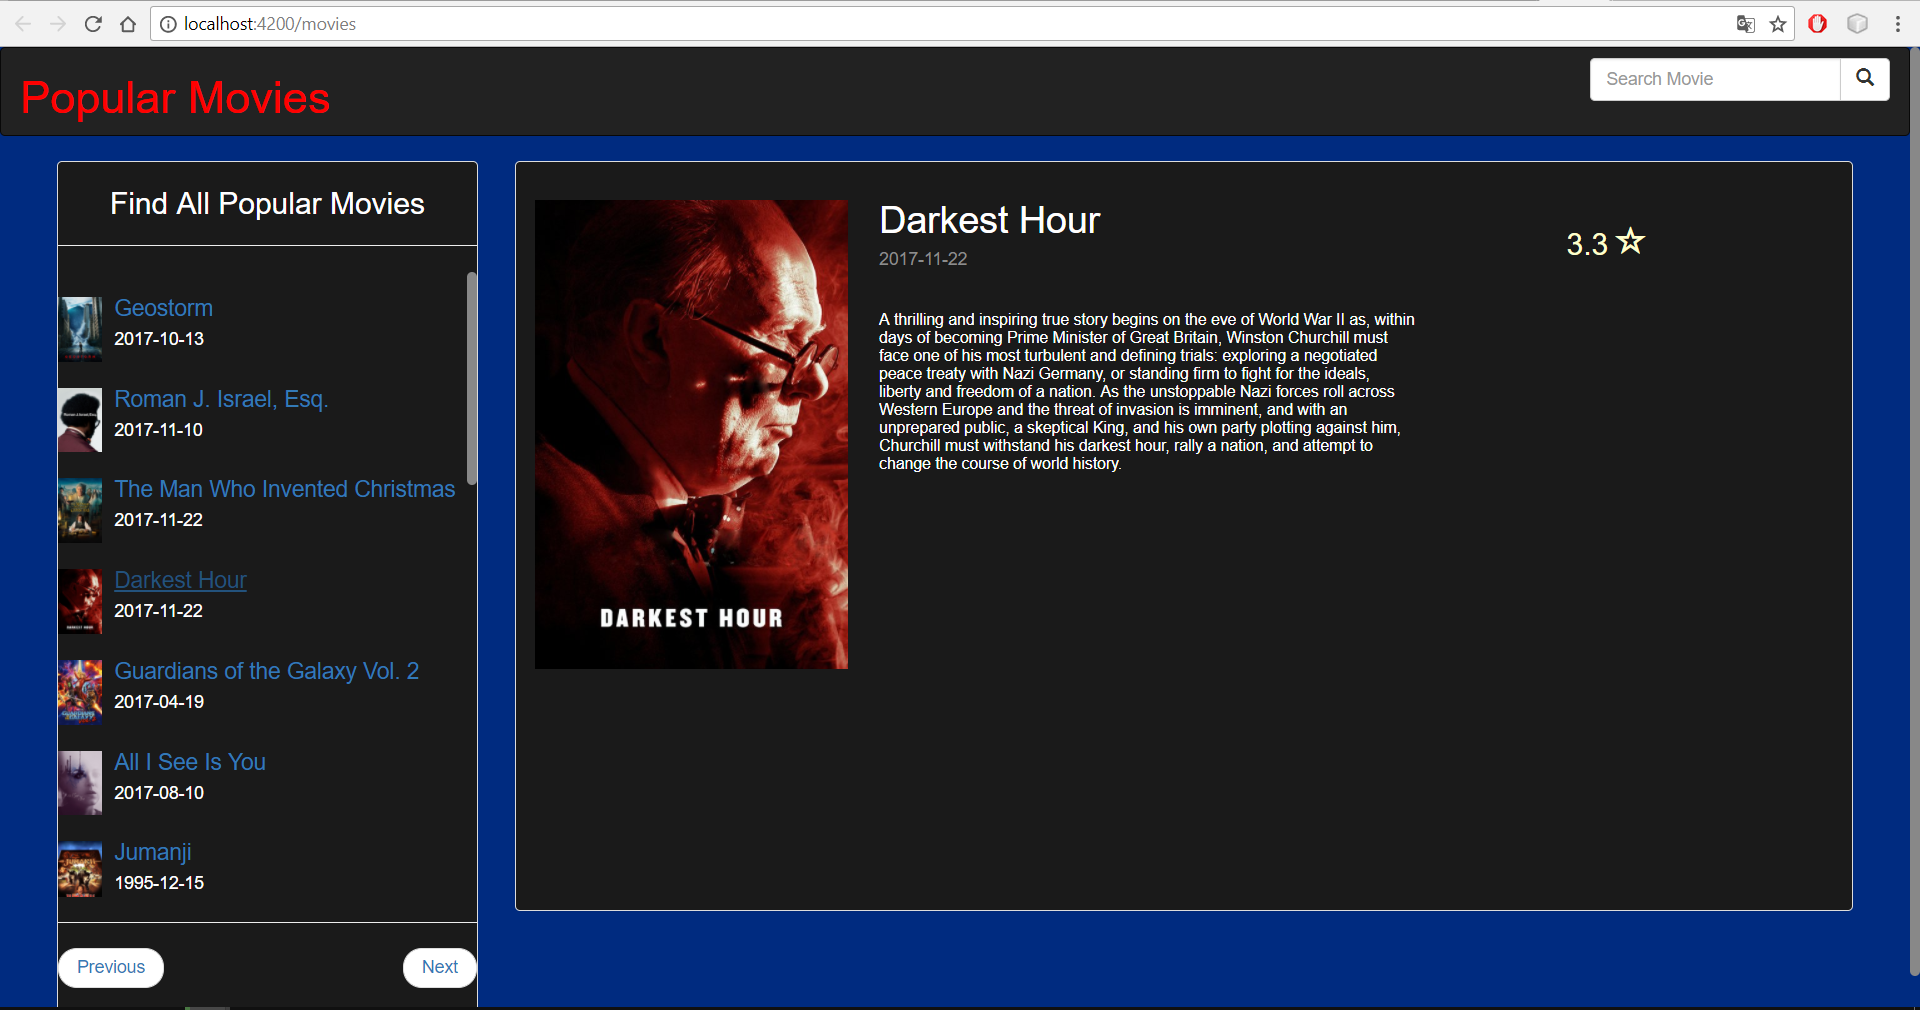 localhost:4200/movies
Popular Movies
Search Movie
Find All Popular Movies
Geostorm
2017-10-13
Roman J. Israel, Esq.
2017-11-10
The Man Who Invented Christmas
2017-11-22
Darkest Hour
2017-11-22
Guardians of the Galaxy Vol. 2
2017-04-19
All I See Is You
2017-08-10
Jumanji
1995-12-15
Previous
Next
DARKEST HOUR
Darkest Hour
2017-11-22
3.3
A thrilling and inspiring true story begins on the eve of World War II as, within
days of becoming Prime Minister of Great Britain, Winston Churchill must
face one of his most turbulent and defining trials: exploring a negotiated
peace treaty with Nazi Germany, or standing firm to fight for the ideals,
liberty and freedom of a nation. As the unstoppable Nazi forces roll across
Western Europe and the threat of invasion is imminent, and with an
unprepared public, a skeptical King, and his own party plotting against him,
Churchill must withstand his darkest hour, rally a nation, and attempt to
change the course of world history.